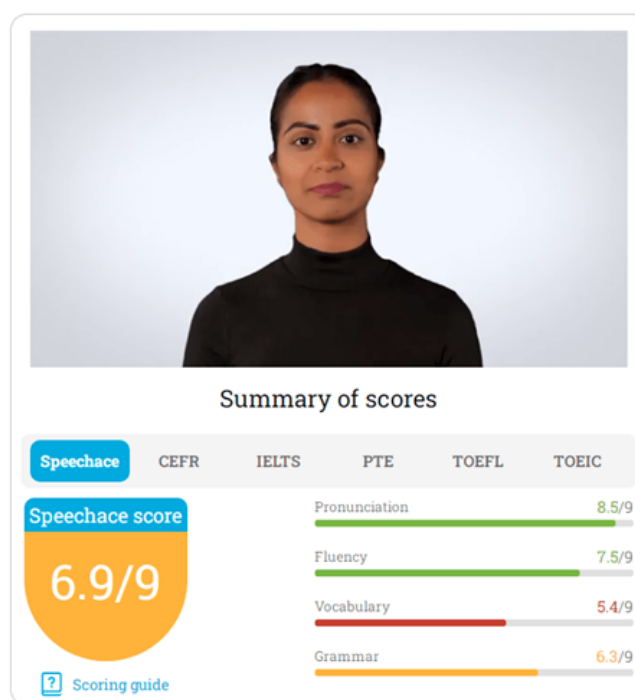 Summary of scores
Speechace CEFR IELTS PTE TOEFL TOEIC
Speechace score
6.9/9
Scoring guide
Pronunciation 8.5/9
Fluency 7.5/9
Vocabulary 5.4/9
Grammar 6.3/9